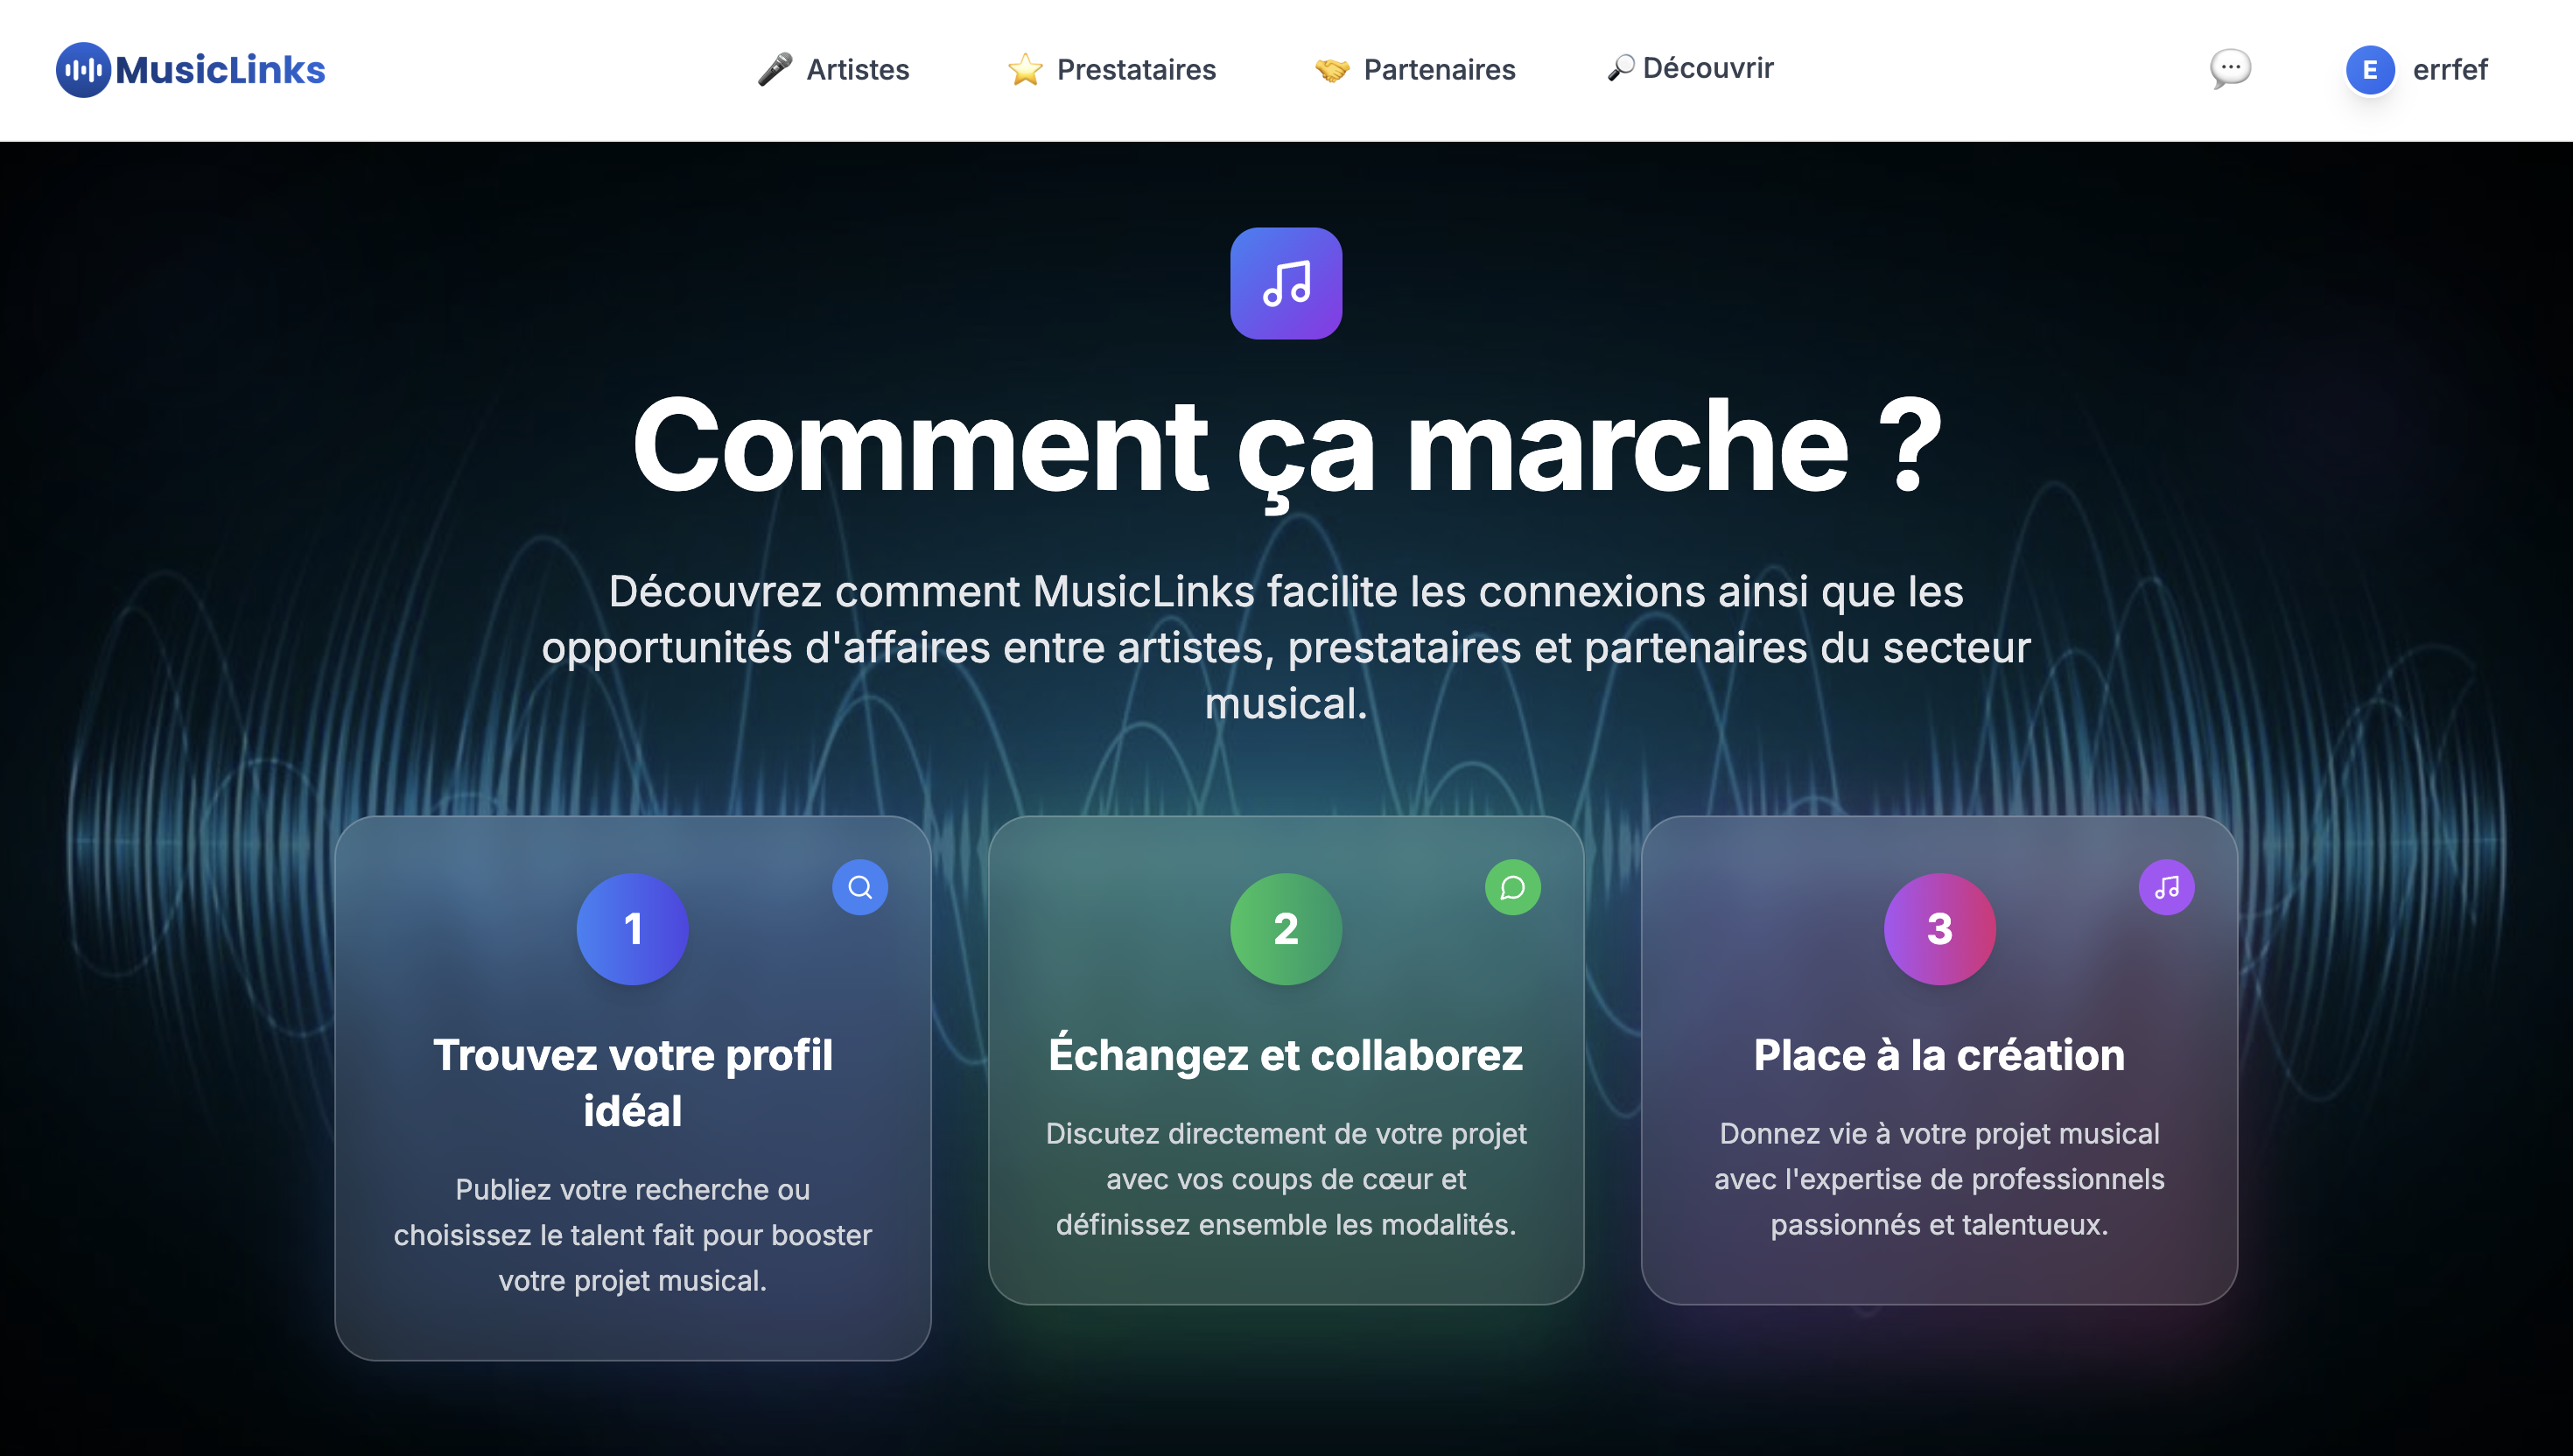 MusicLinks
Artistes
Prestataires
Partenaires
Découvrir
E
errfef
Comment ça marche ?
Découvrez comment MusicLinks facilite les connexions ainsi que les
opportunités d'affaires entre artistes, prestataires et partenaires du secteur
musical.
1
Trouvez votre profil
idéal
Publiez votre recherche ou
choisissez le talent fait pour booster
votre projet musical.
2
Échangez et collaborez
Discutez directement de votre projet
avec vos coups de cœur et
définissez ensemble les modalités.
3
Place à la création
Donnez vie à votre projet musical
avec l'expertise de professionnels
passionnés et talentueux.